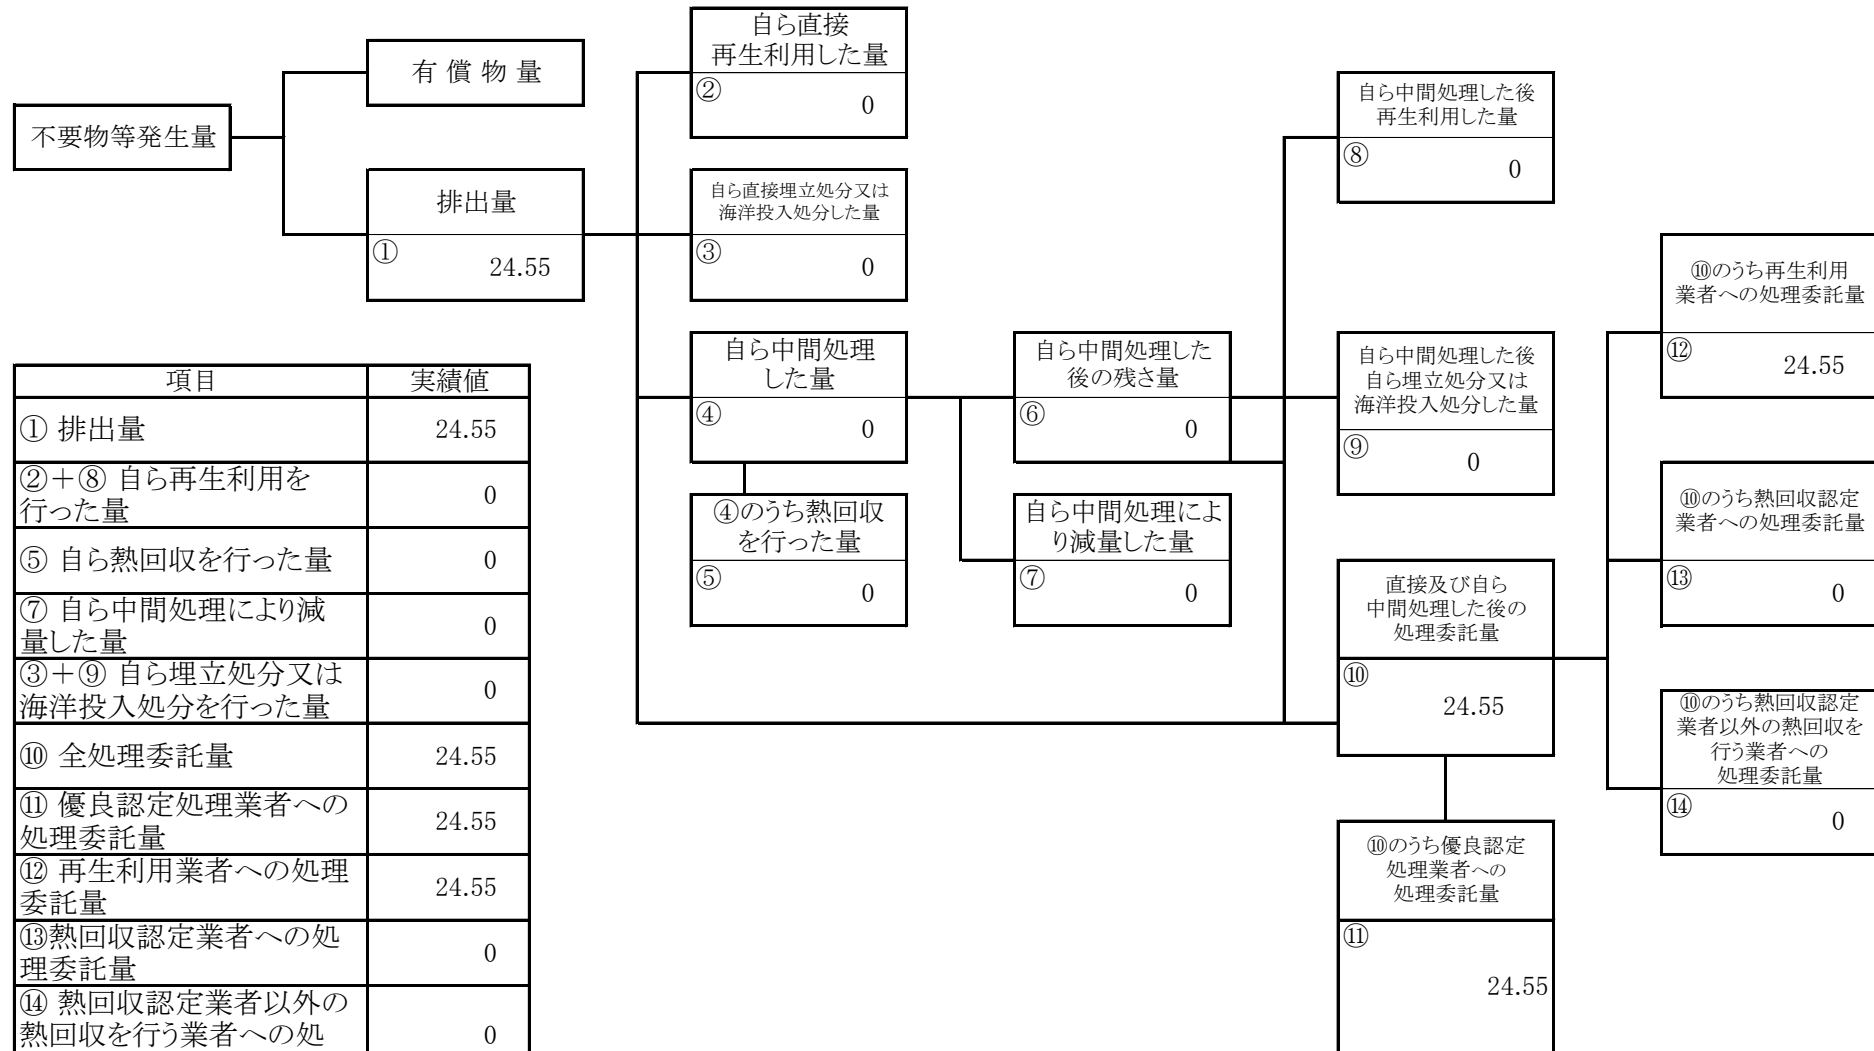 不要物等発生量
有 償 物 量
排出量
①
24.55
自ら直接
再生利用した量
②
0
自ら直接埋立処分又は
海洋投入処分した量
③
0
自ら中間処理
した量
④
0
④のうち熱回収
を行った量
⑤
0
自ら中間処理した
後の残さ量
⑥
0
自ら中間処理によ
り減量した量
⑦
0
自ら中間処理した後
再生利用した量
⑧
0
自ら中間処理した後
自ら埋立処分又は
海洋投入処分した量
⑨
0
直接及び自ら
中間処理した後の
処理委託量
⑩
24.55
⑩のうち優良認定
処理業者への
処理委託量
⑪
24.55
⑩のうち再生利用
業者への処理委託量
⑫
24.55
⑩のうち熱回収認定
業者への処理委託量
⑬
0
⑩のうち熱回収認定
業者以外の熱回収を
行う業者への
処理委託量
⑭
0
項目 実績値
① 排出量 24.55
②＋⑧ 自ら再生利用を
行った量 0
⑤ 自ら熱回収を行った量 0
⑦ 自ら中間処理により減
量した量 0
③＋⑨ 自ら埋立処分又は
海洋投入処分を行った量 0
⑩ 全処理委託量 24.55
⑪ 優良認定処理業者への
処理委託量 24.55
⑫ 再生利用業者への処理
委託量 24.55
⑬熱回収認定業者への処
理委託量 0
⑭ 熱回収認定業者以外の
熱回収を行う業者への処 0